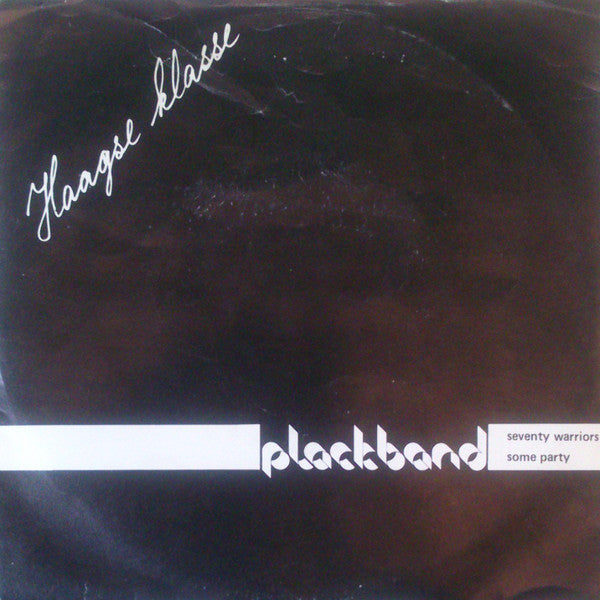 Haagse klasse
plackband
seventy warriors
some party